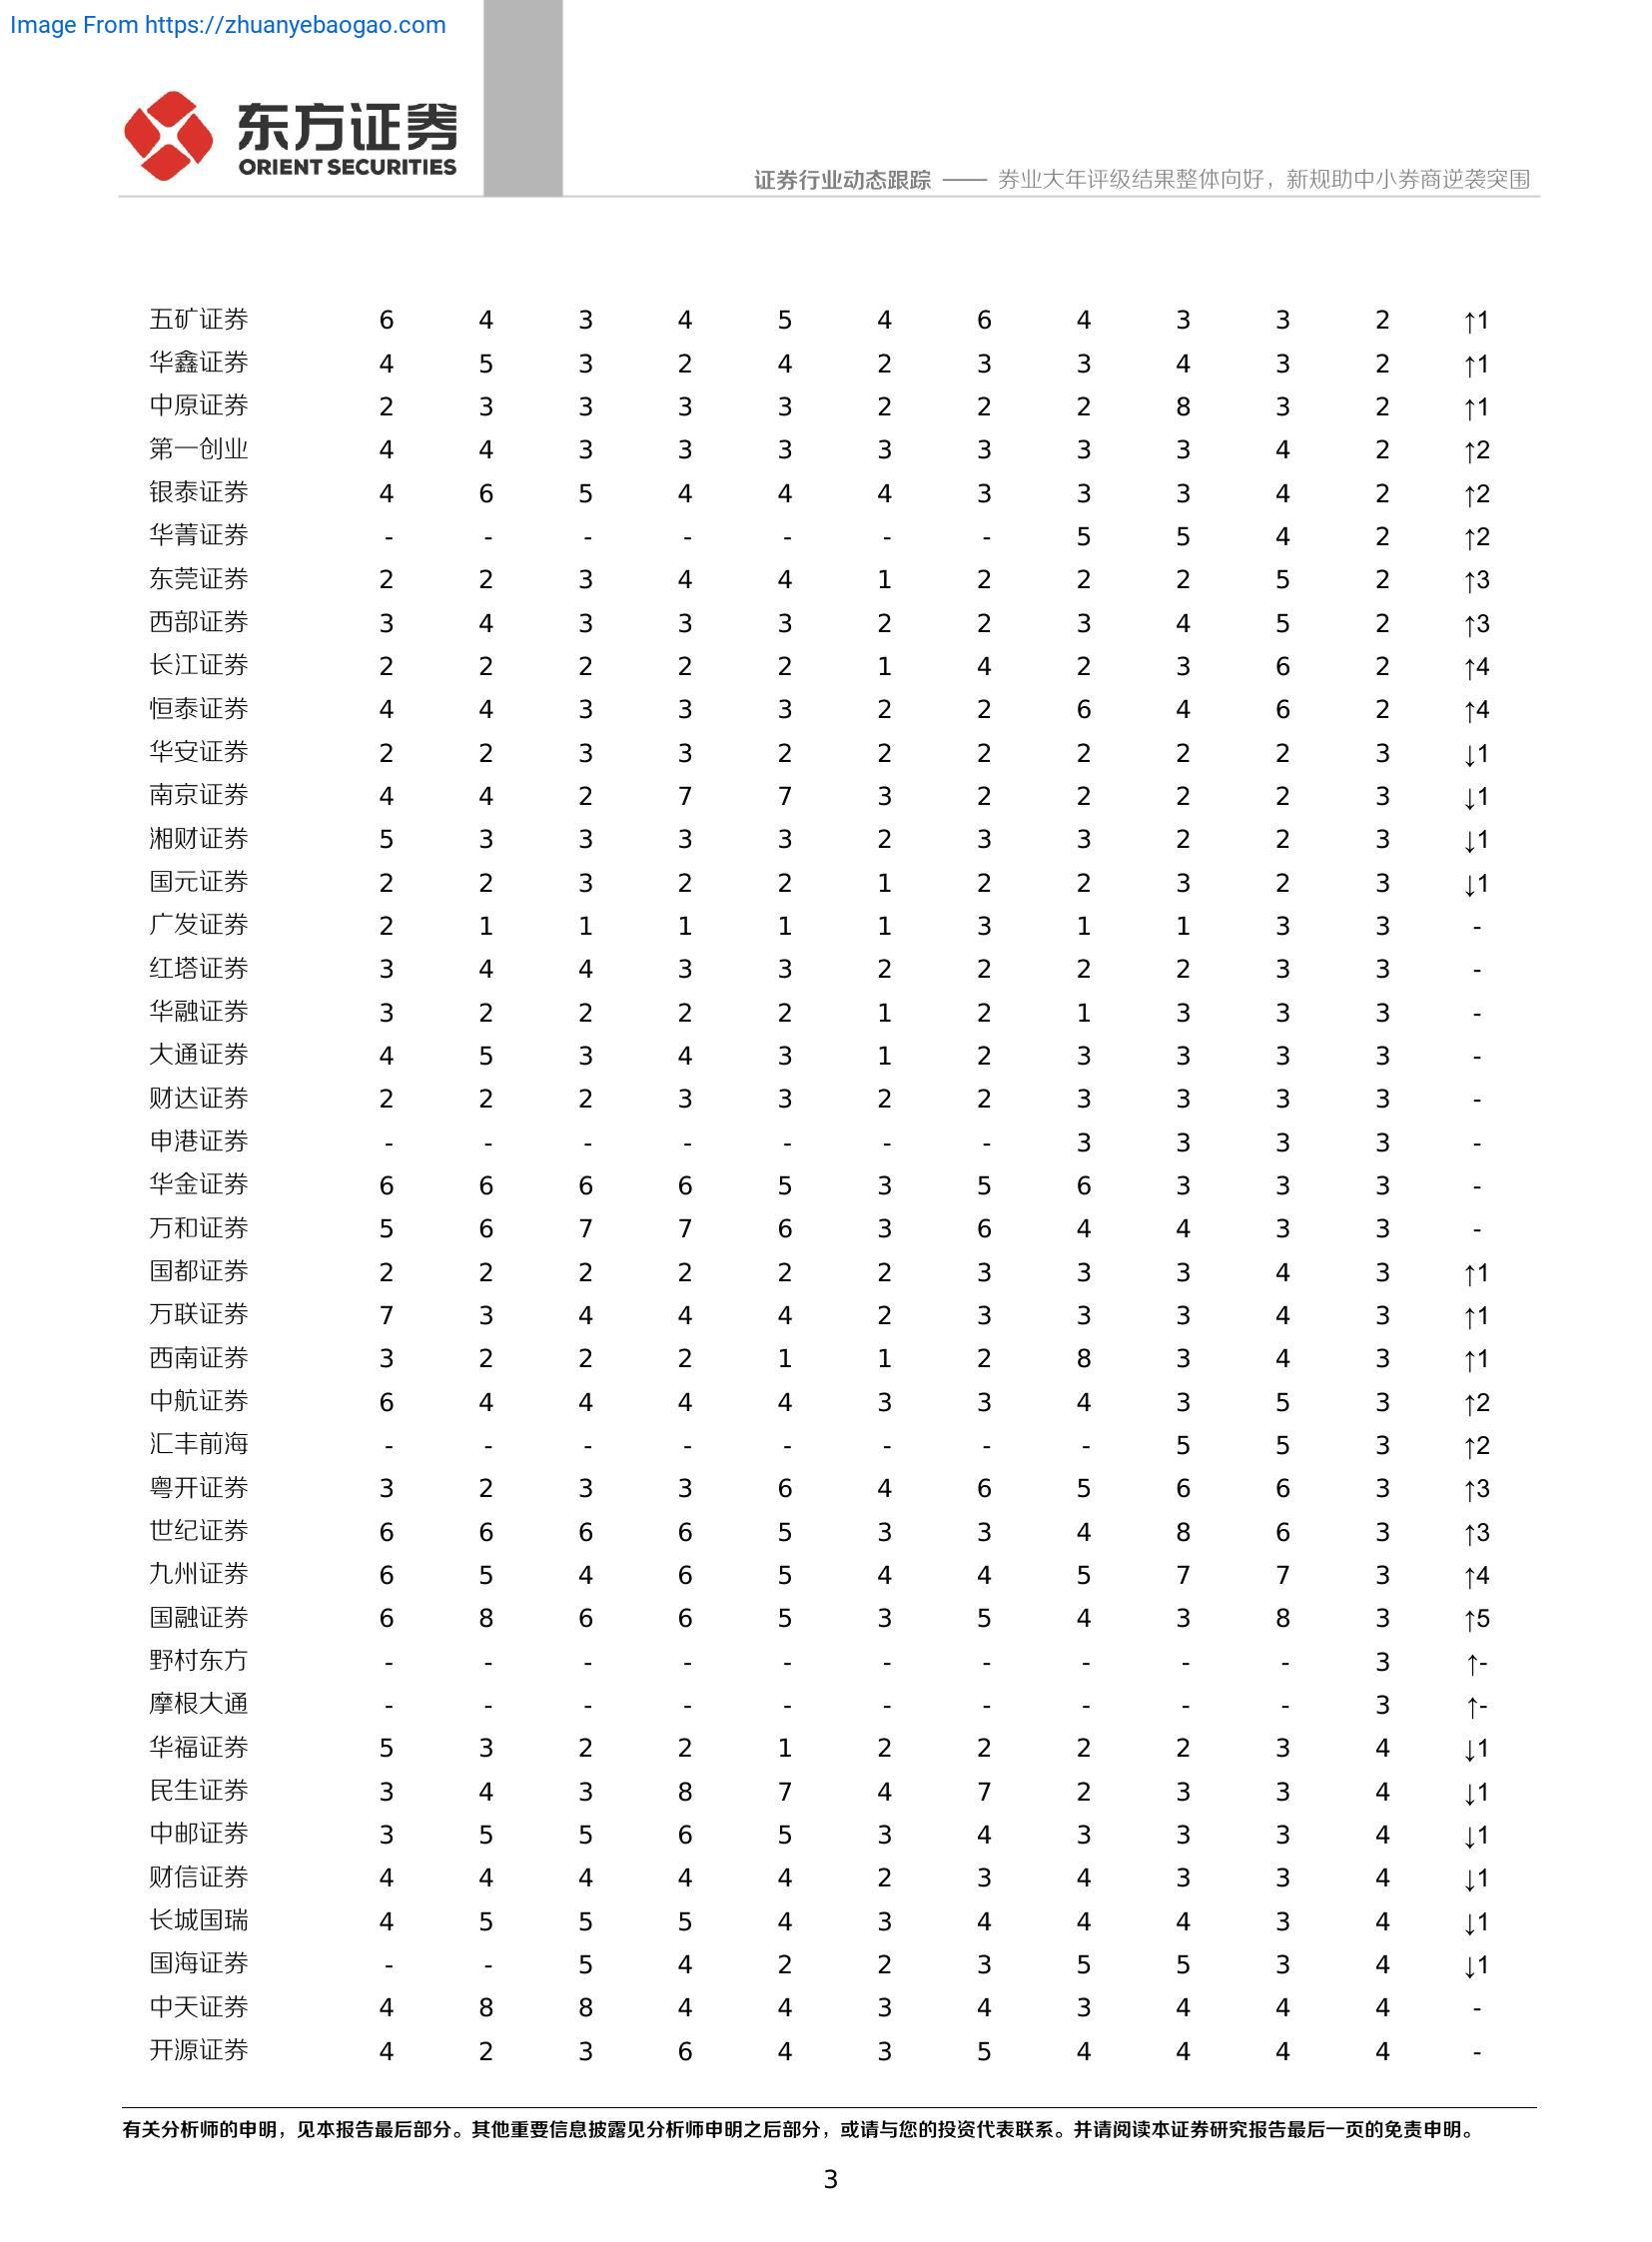 Image From https://zhuanyebaogao.com
东方证券
ORIENT SECURITIES
证券行业动态跟踪 —— 券业大年评级结果整体向好，新规助中小券商逆袭突围
五矿证券 6 4 3 4 5 4 6 4 3 3 2 ↑1
华鑫证券 4 5 3 2 4 2 3 3 4 3 2 ↑1
中原证券 2 3 3 3 3 2 2 2 8 3 2 ↑1
第一创业 4 4 3 3 3 3 3 3 3 4 2 ↑2
银泰证券 4 6 5 4 4 4 3 3 3 4 2 ↑2
华菁证券 - - - - - - - 5 5 4 2 ↑2
东莞证券 2 2 3 4 4 1 2 2 2 5 2 ↑3
西部证券 3 4 3 3 3 2 2 3 4 5 2 ↑3
长江证券 2 2 2 2 2 1 4 2 3 6 2 ↑4
恒泰证券 4 4 3 3 3 2 2 6 4 6 2 ↑4
华安证券 2 2 3 3 2 2 2 2 2 2 3 ↓1
南京证券 4 4 2 7 7 3 2 2 2 2 3 ↓1
湘财证券 5 3 3 3 3 2 3 3 2 2 3 ↓1
国元证券 2 2 3 2 2 1 2 2 3 2 3 ↓1
广发证券 2 1 1 1 1 1 3 1 1 3 3 -
红塔证券 3 4 4 3 3 2 2 2 2 3 3 -
华融证券 3 2 2 2 2 1 2 1 3 3 3 -
大通证券 4 5 3 4 3 1 2 3 3 3 3 -
财达证券 2 2 2 3 3 2 2 3 3 3 3 -
申港证券 - - - - - - - 3 3 3 3 -
华金证券 6 6 6 6 5 3 5 6 3 3 3 -
万和证券 5 6 7 7 6 3 6 4 4 3 3 -
国都证券 2 2 2 2 2 2 3 3 3 4 3 ↑1
万联证券 7 3 4 4 4 2 3 3 3 4 3 ↑1
西南证券 3 2 2 2 1 1 2 8 3 4 3 ↑1
中航证券 6 4 4 4 4 3 3 4 3 5 3 ↑2
汇丰前海 - - - - - - - - 5 5 3 ↑2
粤开证券 3 2 3 3 6 4 6 5 6 6 3 ↑3
世纪证券 6 6 6 6 5 3 3 4 8 6 3 ↑3
九州证券 6 5 4 6 5 4 4 5 7 7 3 ↑4
国融证券 6 8 6 6 5 3 5 4 3 8 3 ↑5
野村东方 - - - - - - - - - - 3 ↑-
摩根大通 - - - - - - - - - - 3 ↑-
华福证券 5 3 2 2 1 2 2 2 2 3 4 ↓1
民生证券 3 4 3 8 7 4 7 2 3 3 4 ↓1
中邮证券 3 5 5 6 5 3 4 3 3 3 4 ↓1
财信证券 4 4 4 4 4 2 3 4 3 3 4 ↓1
长城国瑞 4 5 5 5 4 3 4 4 4 3 4 ↓1
国海证券 - - 5 4 2 2 3 5 5 3 4 ↓1
中天证券 4 8 8 4 4 3 4 3 4 4 4 -
开源证券 4 2 3 6 4 3 5 4 4 4 4 -
有关分析师的申明，见本报告最后部分。其他重要信息披露见分析师申明之后部分，或请与您的投资代表联系。并请阅读本证券研究报告最后一页的免责申明。
3